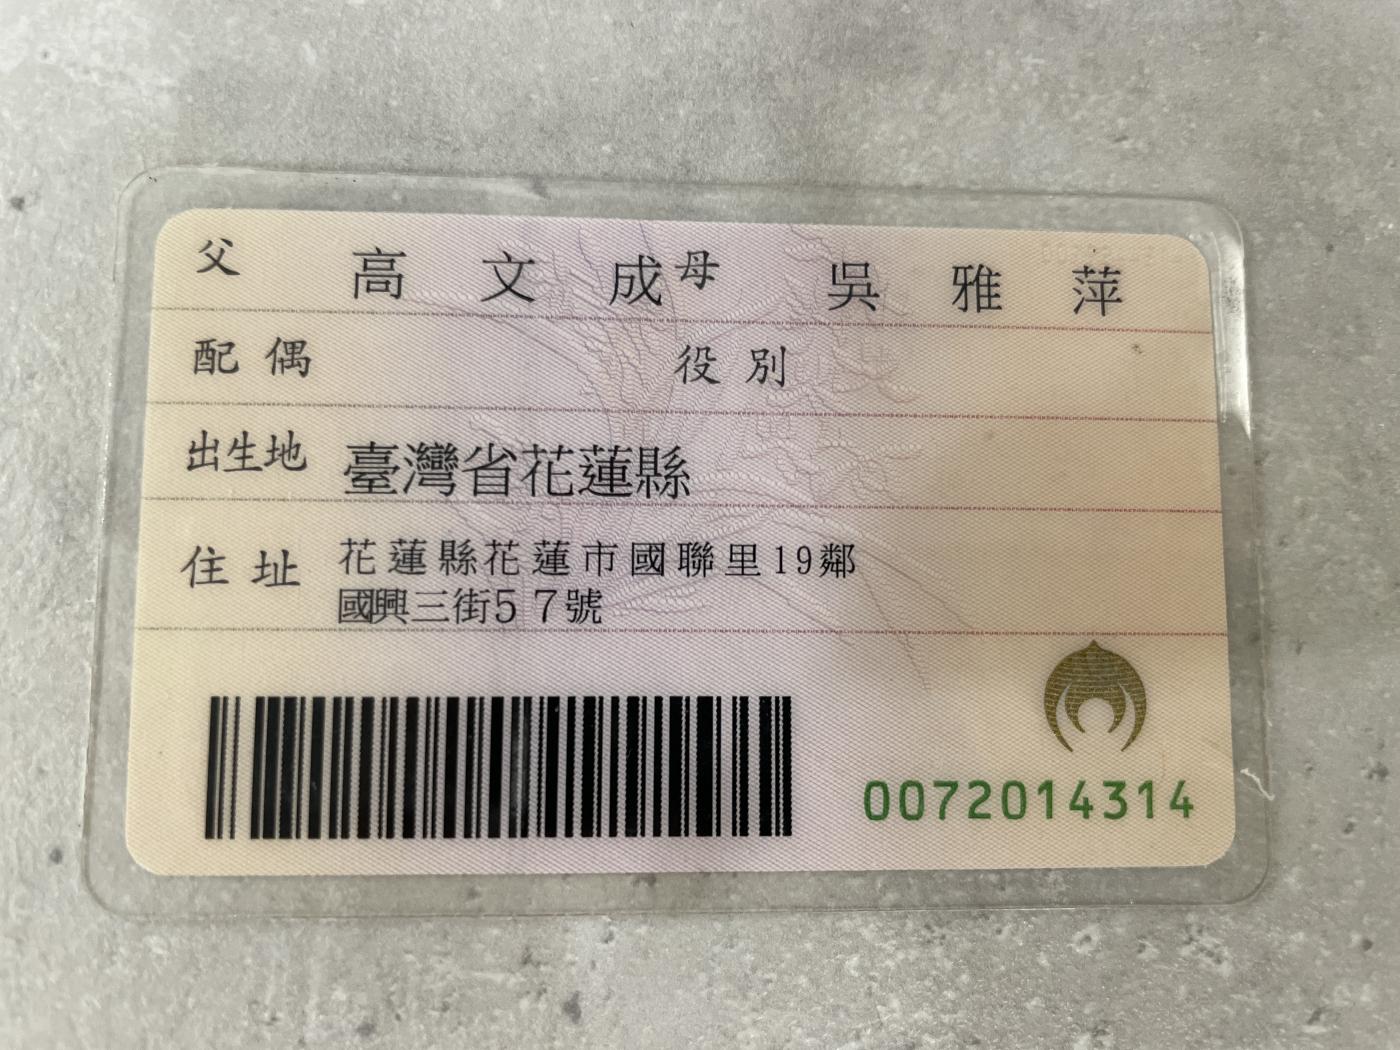 父 高文成 母 吳雅萍
配偶 役別
出生地 臺灣省花蓮縣
住址 花蓮縣花蓮市國聯里19鄰
國興三街57號
0072014314